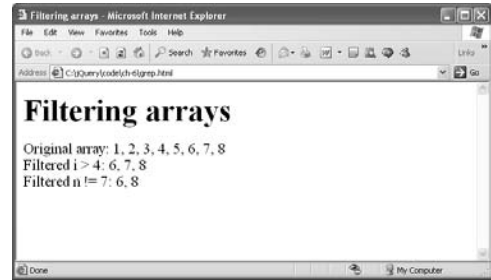 Filtering arrays - Microsoft Internet Explorer
File Edit View Favorites Tools Help
Back Search Favorites Links »
Address C:\jQuery\code\ch-6\grep.html Go
Filtering arrays
Original array: 1, 2, 3, 4, 5, 6, 7, 8
Filtered i > 4: 6, 7, 8
Filtered n != 7: 6, 8
Done My Computer